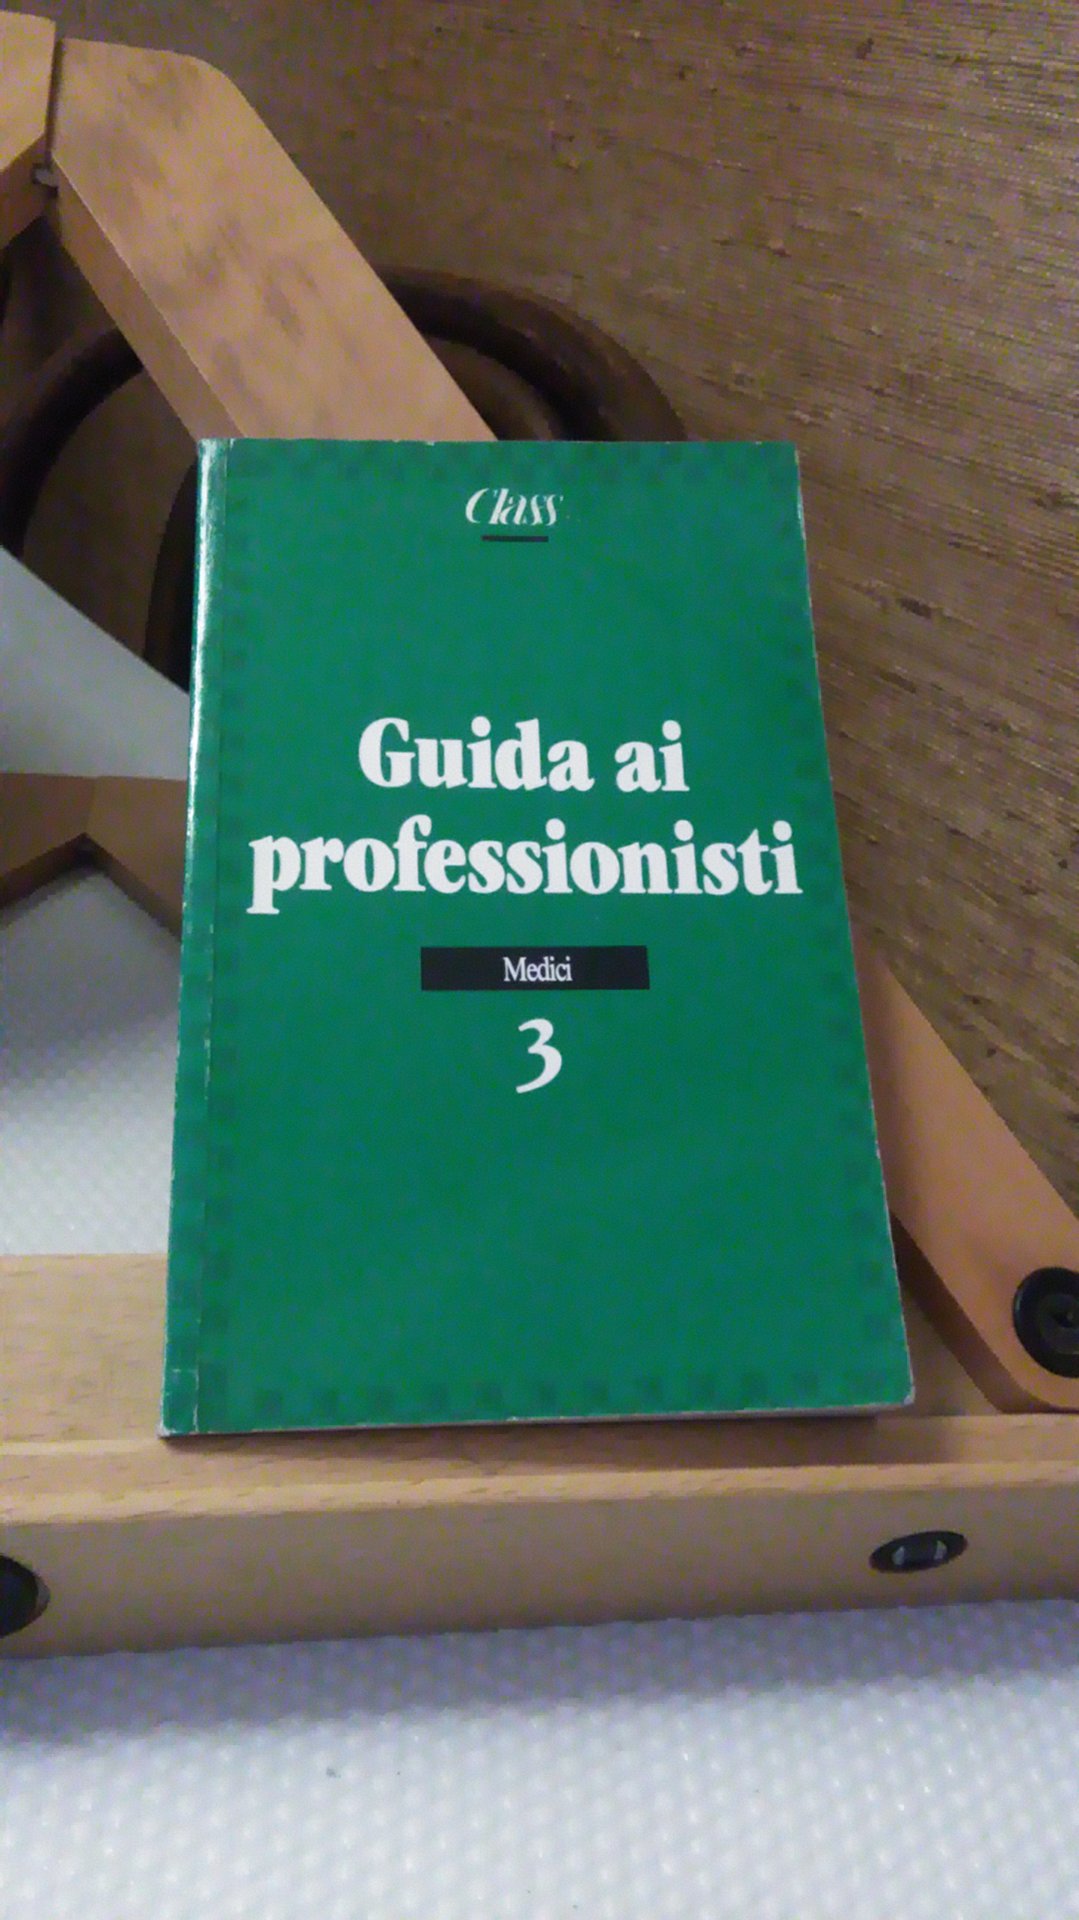 Class
Guida ai
professionisti
Medici
3